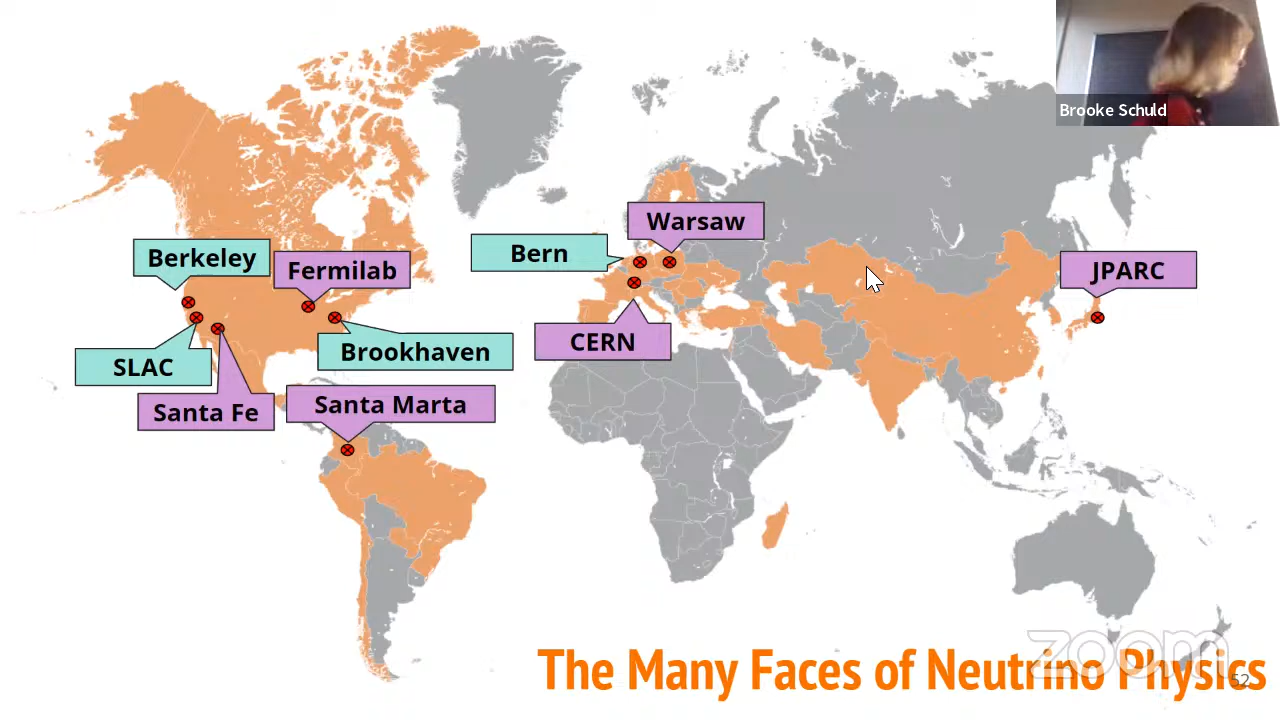 Brooke Schuld
Warsaw
Bern
Berkeley
Fermilab
JPARC
CERN
Brookhaven
SLAC
Santa Marta
Santa Fe
zoom
The Many Faces of Neutrino Physics
52